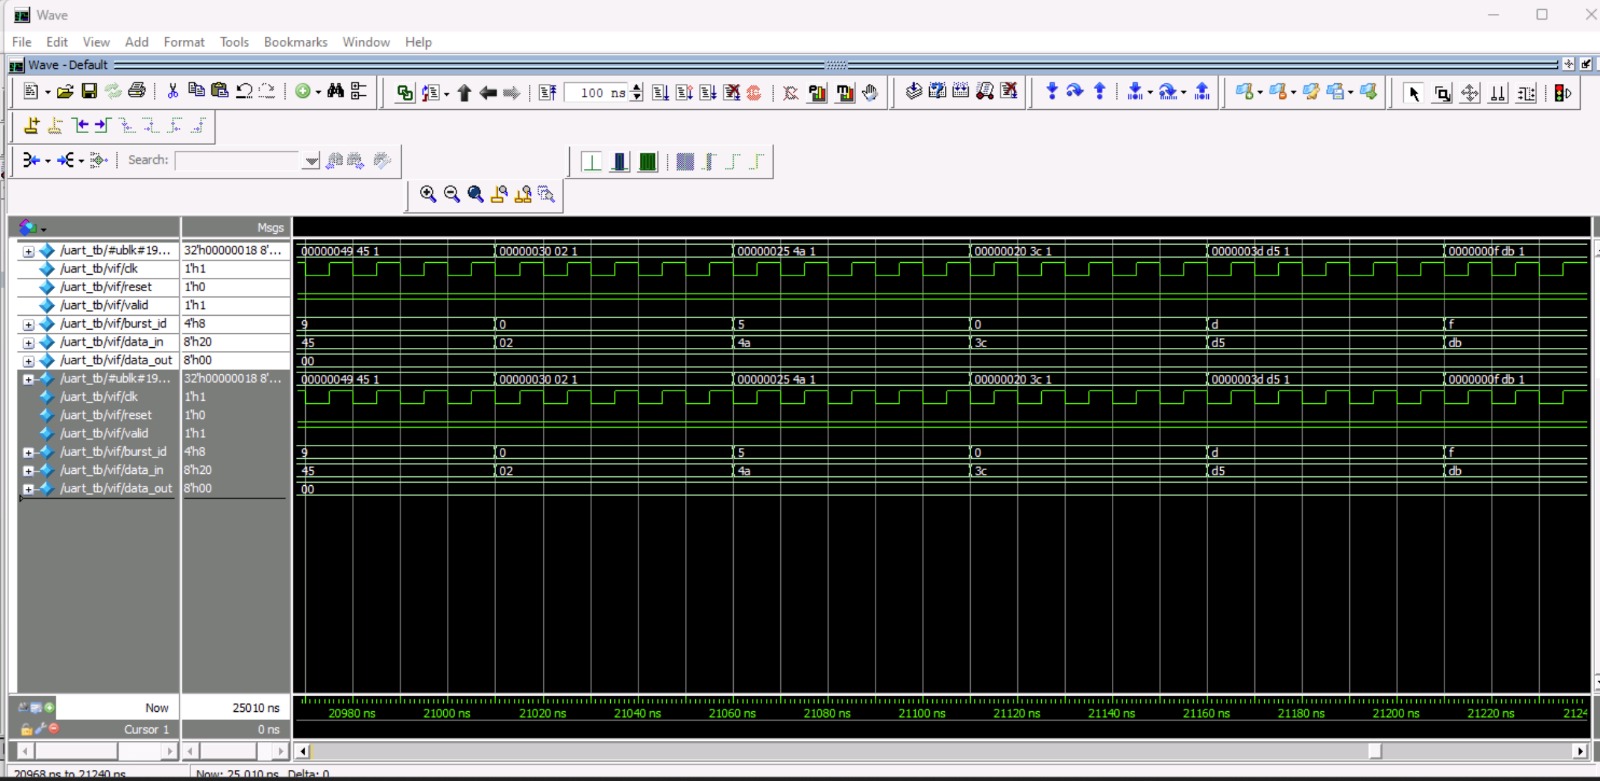 Wave
File Edit View Add Format Tools Bookmarks Window Help
Wave - Default
100 ns
Search:
Msgs
/uart_tb/#ublk#19... 32'h00000018 8'... 00000049 45 1 00000030 02 1 00000025 4a 1 00000020 3c 1 0000003d d5 1 0000000f db 1
/uart_tb/vif/clk 1'h1
/uart_tb/vif/reset 1'h0
/uart_tb/vif/valid 1'h1
/uart_tb/vif/burst_id 4'h8 9 0 5 0 d f
/uart_tb/vif/data_in 8'h20 45 02 4a 3c d5 db
/uart_tb/vif/data_out 8'h00 00
/uart_tb/#ublk#19... 32'h00000018 8'... 00000049 45 1 00000030 02 1 00000025 4a 1 00000020 3c 1 0000003d d5 1 0000000f db 1
/uart_tb/vif/clk 1'h1
/uart_tb/vif/reset 1'h0
/uart_tb/vif/valid 1'h1
/uart_tb/vif/burst_id 4'h8 9 0 5 0 d f
/uart_tb/vif/data_in 8'h20 45 02 4a 3c d5 db
/uart_tb/vif/data_out 8'h00 00
Now 25010 ns 20980 ns 21000 ns 21020 ns 21040 ns 21060 ns 21080 ns 21100 ns 21120 ns 21140 ns 21160 ns 21180 ns 21200 ns 21220 ns 2124
Cursor 1 0 ns
20968 ns to 21240 ns Now: 25,010 ns Delta: 0